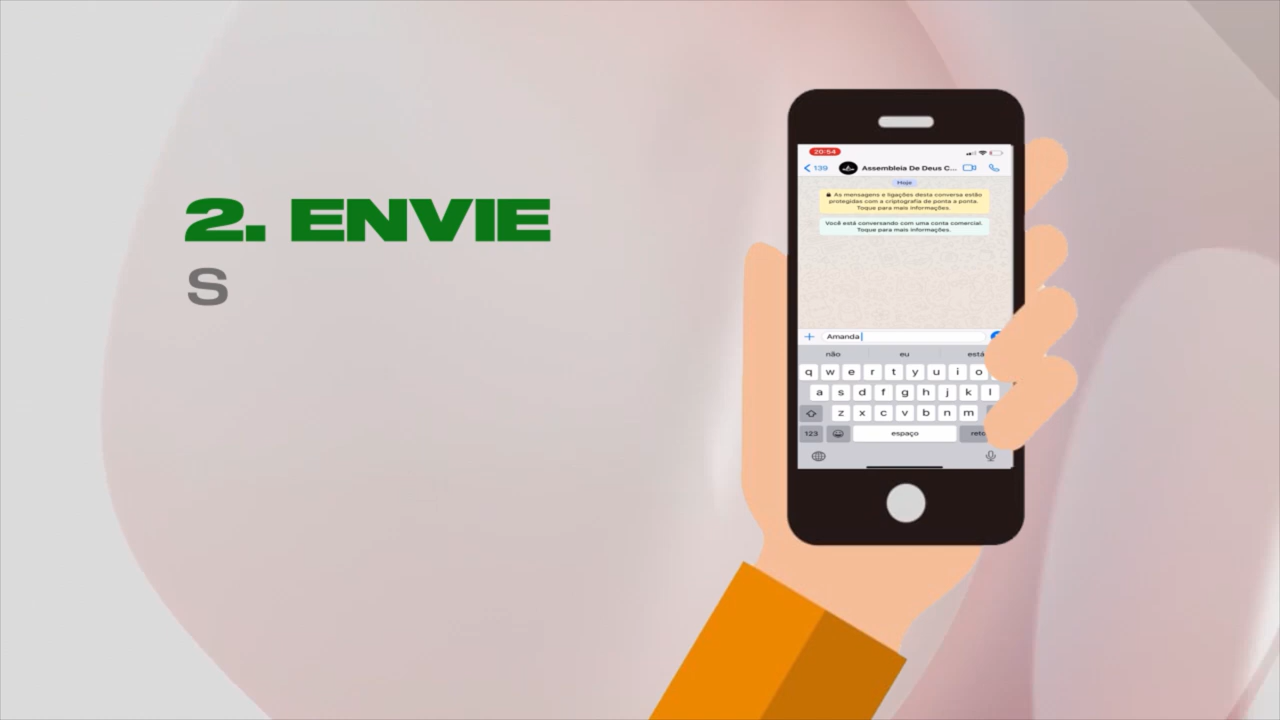 2. ENVIE
S
20:54
139
Assembleia De Deus C...
Hoje
As mensagens e ligações desta conversa estão
protegidas com a criptografia de ponta a ponta.
Toque para mais informações.
Você está conversando com uma conta comercial.
Toque para mais informações.
Amanda
não eu está
q w e r t y u i o
a s d f g h j k l
z x c v b n m
123 espaço reto